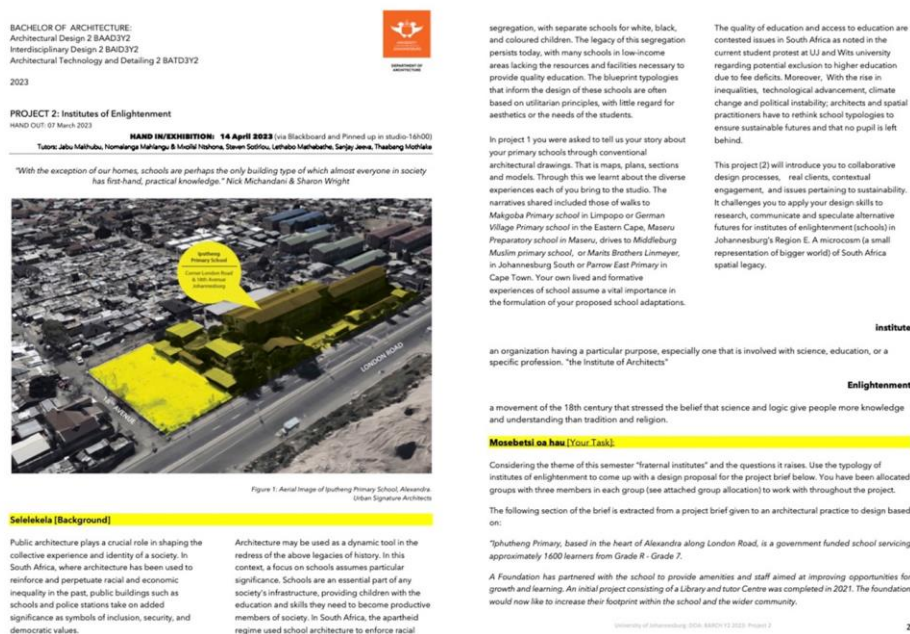 BACHELOR OF ARCHITECTURE:
Architectural Design 2 BAAD3Y2
Interdisciplinary Design 2 BAID3Y2
Architectural Technology and Detailing 2 BATD3Y2
2023
DEPARTMENT OF
ARCHITECTURE
PROJECT 2: Institutes of Enlightenment
HAND OUT: 07 March 2023
HAND IN/EXHIBITION: 14 April 2023 (via Blackboard and Pinned up in studio-16h00)
Tutors: Jabu Makhubu, Nomalanga Mahlangu & Mxolisi Ntshona, Steven Sotiriou, Lethabo Mathabathe, Sanjay Jeeva, Thabang Mothlake
"With the exception of our homes, schools are perhaps the only building type of which almost everyone in society
has first-hand, practical knowledge." Nick Michandani & Sharon Wright
Iputheng
Primary School
Corner London Road
& 18th Avenue
Johannesburg
18TH AVENUE
LONDON ROAD
Figure 1: Aerial Image of Iputheng Primary School, Alexandra.
Urban Signature Architects
Selelekela [Background]
Public architecture plays a crucial role in shaping the
collective experience and identity of a society. In
South Africa, where architecture has been used to
reinforce and perpetuate racial and economic
inequality in the past, public buildings such as
schools and police stations take on added
significance as symbols of inclusion, security, and
democratic values.
Architecture may be used as a dynamic tool in the
redress of the above legacies of history. In this
context, a focus on schools assumes particular
significance. Schools are an essential part of any
society's infrastructure, providing children with the
education and skills they need to become productive
members of society. In South Africa, the apartheid
regime used school architecture to enforce racial
segregation, with separate schools for white, black,
and coloured children. The legacy of this segregation
persists today, with many schools in low-income
areas lacking the resources and facilities necessary to
provide quality education. The blueprint typologies
that inform the design of these schools are often
based on utilitarian principles, with little regard for
aesthetics or the needs of the students.
In project 1 you were asked to tell us your story about
your primary schools through conventional
architectural drawings. That is maps, plans, sections
and models. Through this we learnt about the diverse
experiences each of you bring to the studio. The
narratives shared included those of walks to
Makgoba Primary school in Limpopo or German
Village Primary school in the Eastern Cape, Maseru
Preparatory school in Maseru, drives to Middleburg
Muslim primary school, or Marits Brothers Linmeyer,
in Johannesburg South or Parrow East Primary in
Cape Town. Your own lived and formative
experiences of school assume a vital importance in
the formulation of your proposed school adaptations.
The quality of education and access to education are
contested issues in South Africa as noted in the
current student protest at UJ and Wits university
regarding potential exclusion to higher education
due to fee deficits. Moreover, With the rise in
inequalities, technological advancement, climate
change and political instability; architects and spatial
practitioners have to rethink school typologies to
ensure sustainable futures and that no pupil is left
behind.
This project (2) will introduce you to collaborative
design processes, real clients, contextual
engagement, and issues pertaining to sustainability.
It challenges you to apply your design skills to
research, communicate and speculate alternative
futures for institutes of enlightenment (schools) in
Johannesburg's Region E. A microcosm (a small
representation of bigger world) of South Africa
spatial legacy.
institute
an organization having a particular purpose, especially one that is involved with science, education, or a
specific profession. "the Institute of Architects"
Enlightenment
a movement of the 18th century that stressed the belief that science and logic give people more knowledge
and understanding than tradition and religion.
Mosebetsi oa hau [Your Task]:
Considering the theme of this semester "fraternal institutes" and the questions it raises. Use the typology of
institutes of enlightenment to come up with a design proposal for the project brief below. You have been allocated
groups with three members in each group (see attached group allocation) to work with throughout the project.
The following section of the brief is extracted from a project brief given to an architectural practice to design based
on:
"Iphutheng Primary, based in the heart of Alexandra along London Road, is a government funded school servicing
approximately 1600 learners from Grade R - Grade 7.
A Foundation has partnered with the school to provide amenities and staff aimed at improving opportunities for
growth and learning. An initial project consisting of a Library and tutor Centre was completed in 2021. The foundation
would now like to increase their footprint within the school and the wider community.
University of Johannesburg: DOA: BARCH Y2 2023: Project 2
2